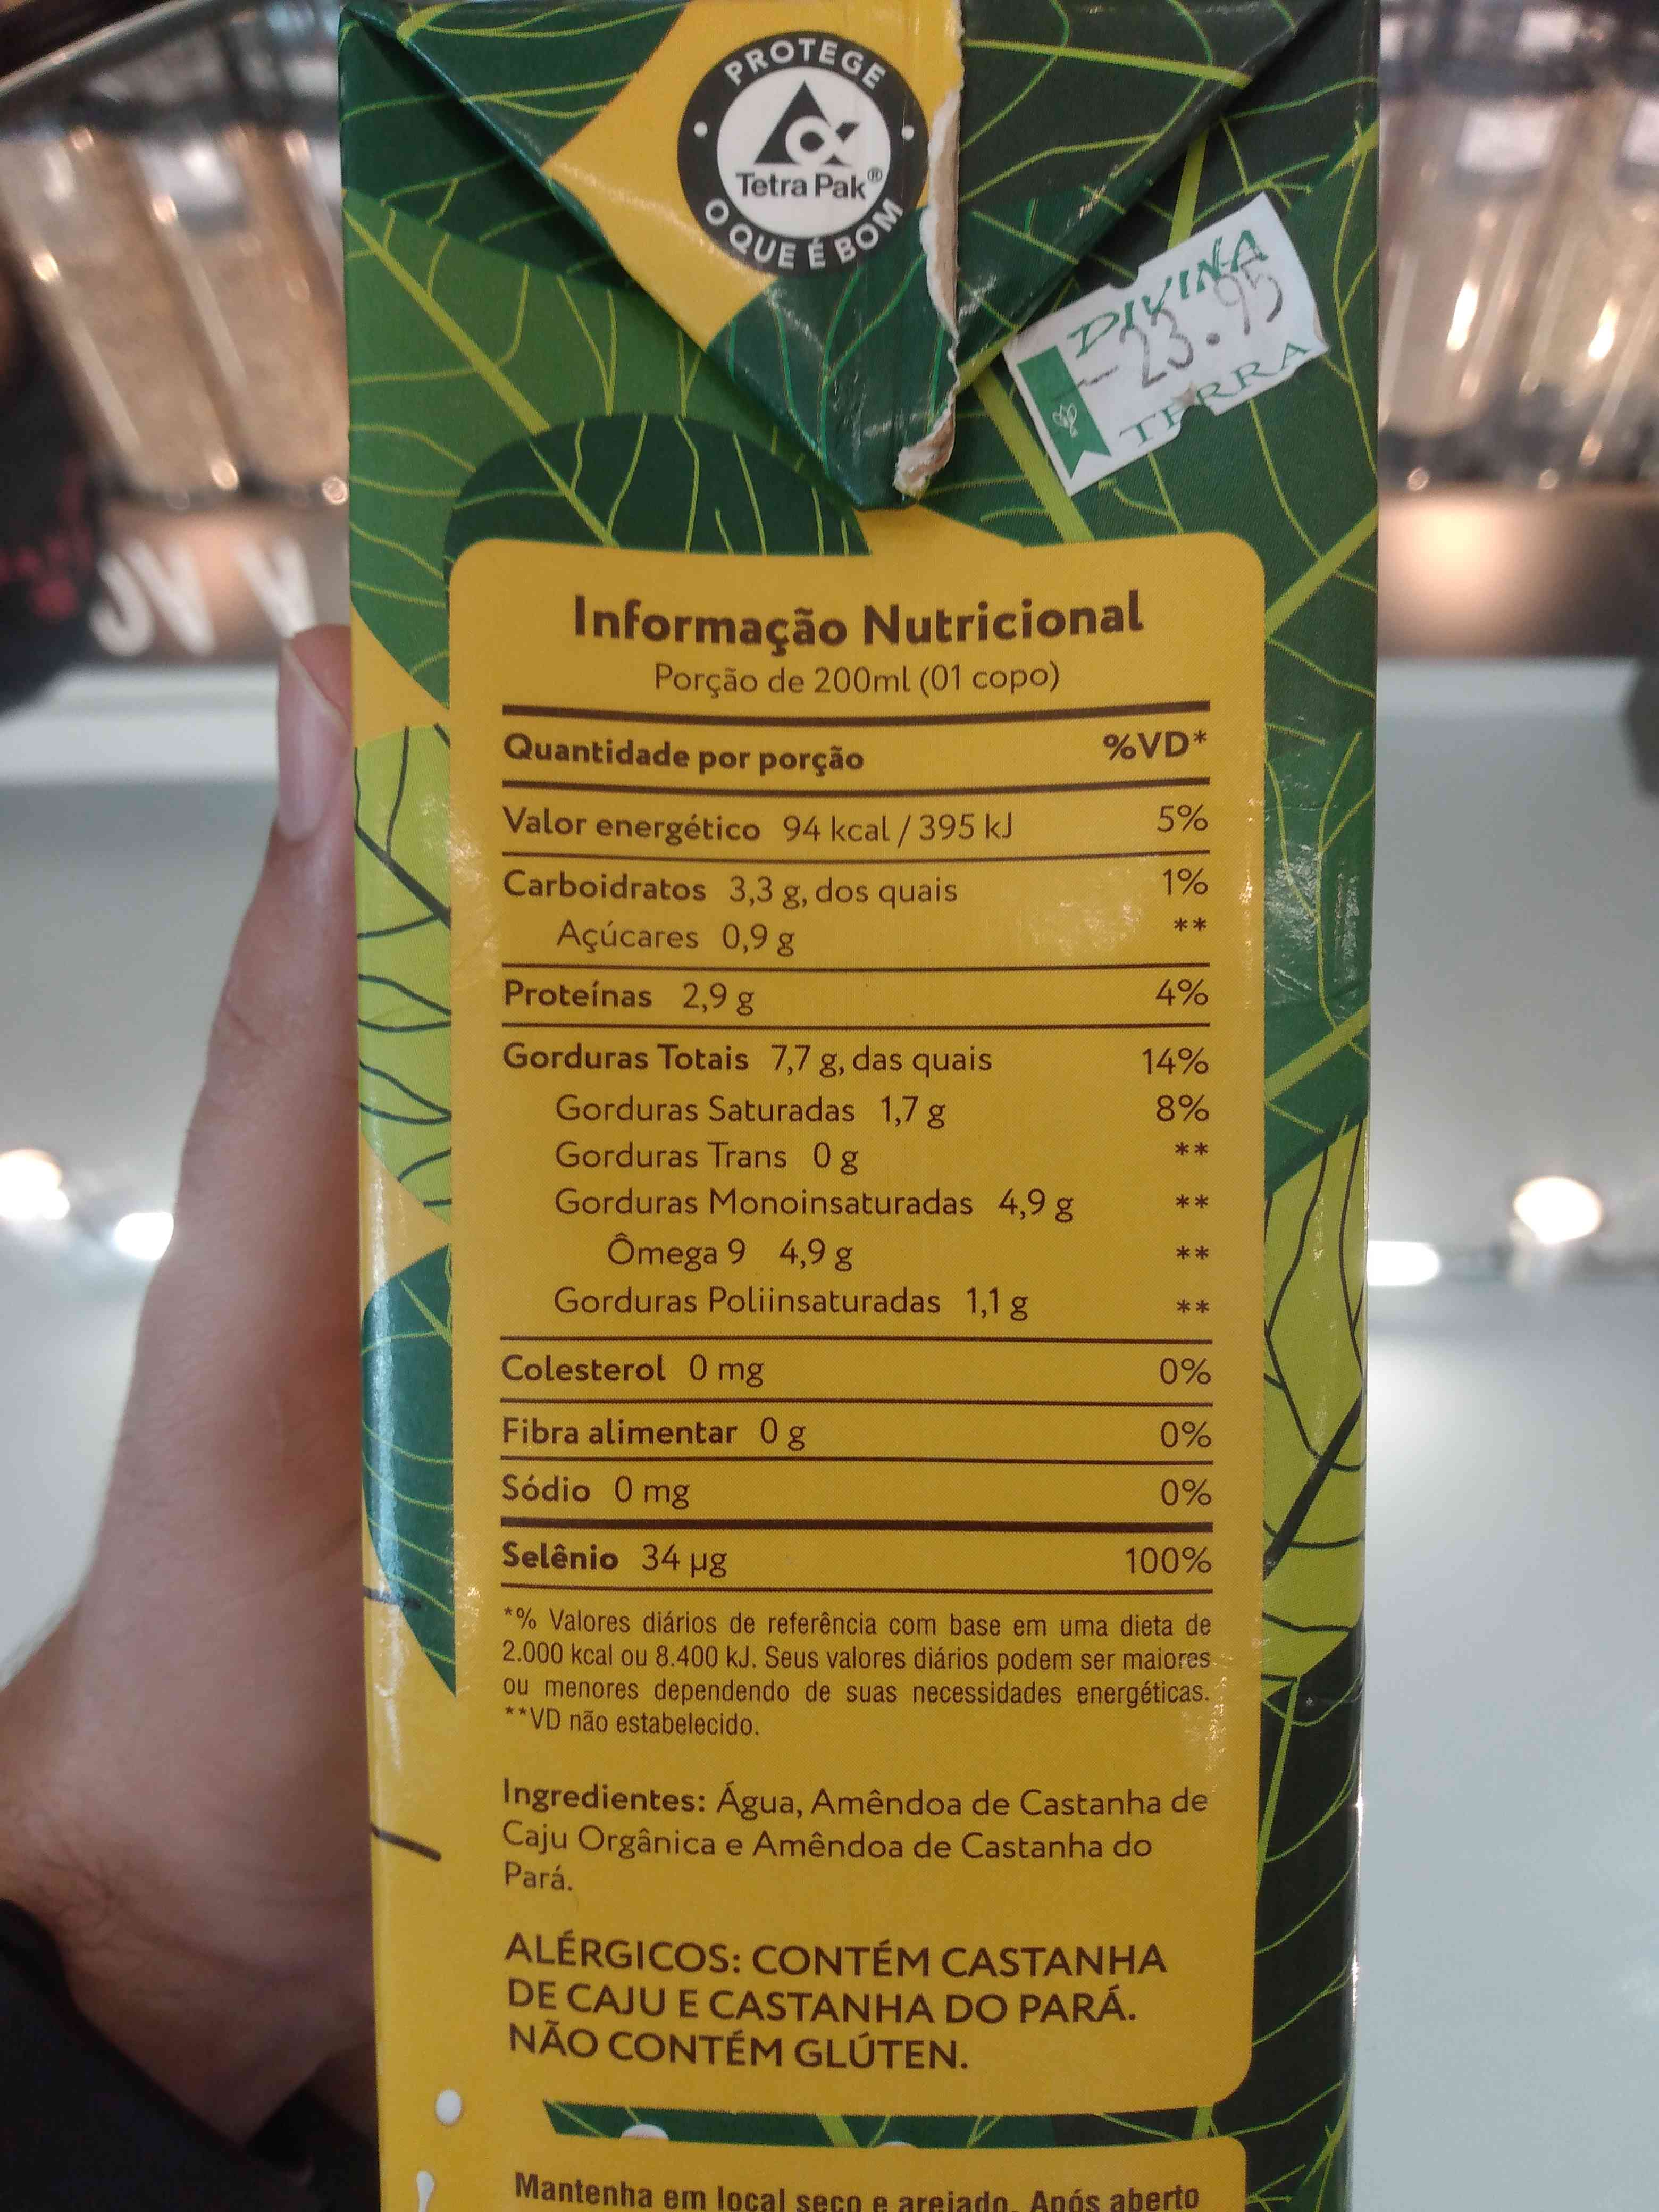 PROTEGE
Tetra Pak®
O QUE É BOM
DIVINA
23.95
TERRA
Informação Nutricional
Porção de 200ml (01 copo)
Quantidade por porção %VD*
Valor energético 94 kcal / 395 kJ 5%
Carboidratos 3,3 g, dos quais 1%
Açúcares 0,9 g **
Proteínas 2,9 g 4%
Gorduras Totais 7,7 g, das quais 14%
Gorduras Saturadas 1,7 g 8%
Gorduras Trans 0 g **
Gorduras Monoinsaturadas 4,9 g **
Ômega 9 4,9 g **
Gorduras Poliinsaturadas 1,1 g **
Colesterol 0 mg 0%
Fibra alimentar 0 g 0%
Sódio 0 mg 0%
Selênio 34 µg 100%
*% Valores diários de referência com base em uma dieta de
2.000 kcal ou 8.400 kJ. Seus valores diários podem ser maiores
ou menores dependendo de suas necessidades energéticas.
**VD não estabelecido.
Ingredientes: Água, Amêndoa de Castanha de
Caju Orgânica e Amêndoa de Castanha do
Pará.
ALÉRGICOS: CONTÉM CASTANHA
DE CAJU E CASTANHA DO PARÁ.
NÃO CONTÉM GLÚTEN.
Mantenha em local seco e arejado. Após aberto